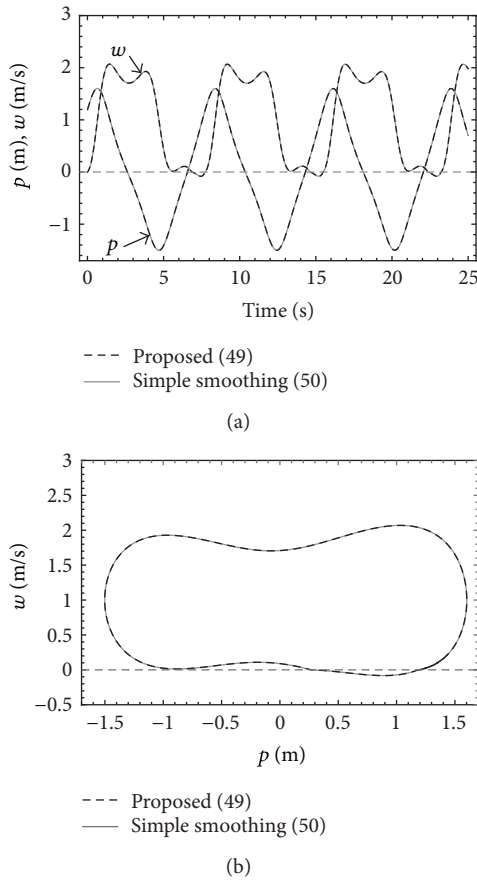 p (m), w (m/s)
2
1
0
−1
w
p
0 5 10 15 20 25
Time (s)
Proposed (49)
Simple smoothing (50)
(a)
w (m/s)
3
2.5
2
1.5
1
0.5
0
−0.5
−1.5 −1 −0.5 0 0.5 1 1.5
p (m)
Proposed (49)
Simple smoothing (50)
(b)